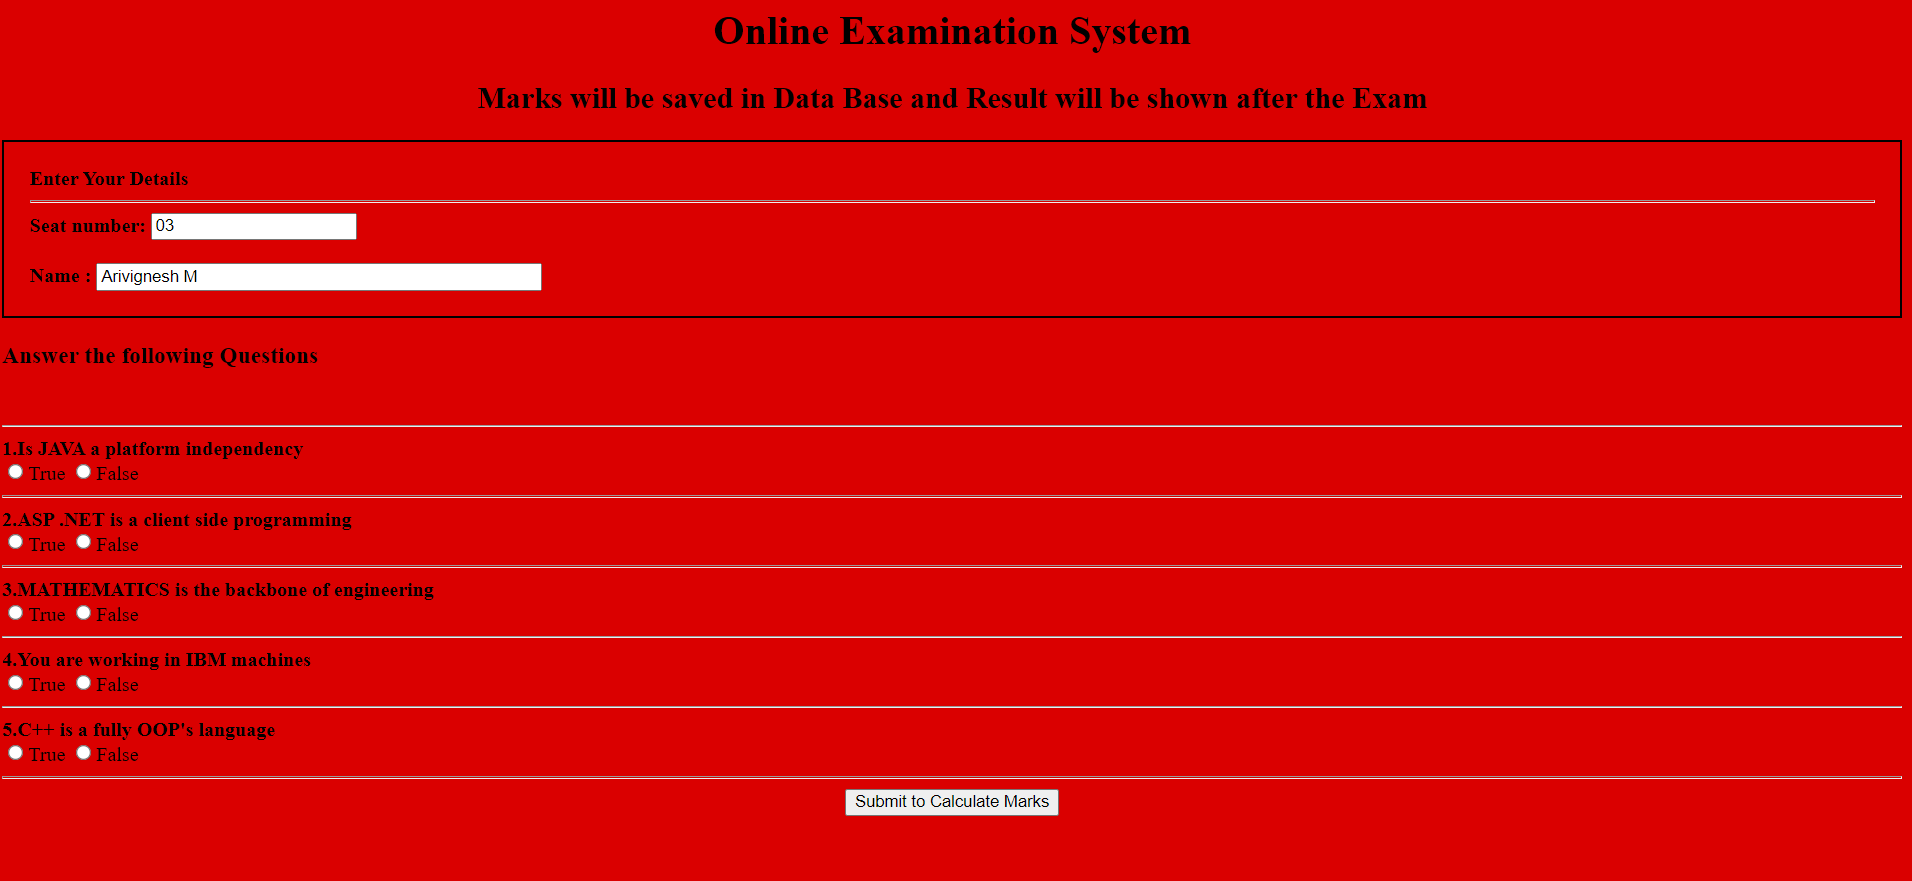 Online Examination System
Marks will be saved in Data Base and Result will be shown after the Exam
Enter Your Details
Seat number: 03
Name : Arivignesh M
Answer the following Questions
1.Is JAVA a platform independency
True False
2.ASP .NET is a client side programming
True False
3.MATHEMATICS is the backbone of engineering
True False
4.You are working in IBM machines
True False
5.C++ is a fully OOP's language
True False
Submit to Calculate Marks